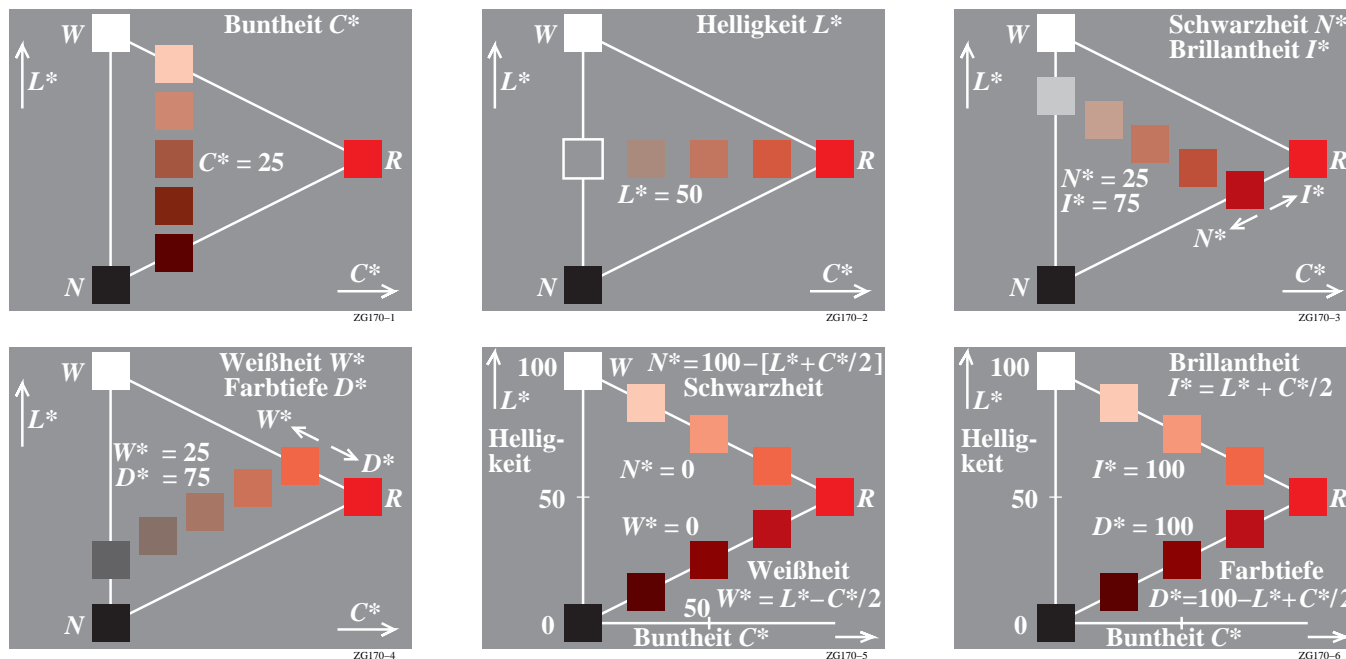 Buntheit C*
W
L*
C* = 25
R
N
C*
ZG170–1
Helligkeit L*
W
L*
L* = 50
R
N
C*
ZG170–2
Schwarzheit N*
Brillantheit I*
W
L*
R
N* = 25
I* = 75
I*
N*
N
C*
ZG170–3
Weißheit W*
Farbtiefe D*
W
L*
W*
W* = 25
D* = 75
D*
R
N
C*
ZG170–4
100
W
N*=100–[L*+C*/2]
Schwarzheit
L*
Hellig-
keit
N* = 0
50
R
W* = 0
Weißheit
W* = L*–C*/2
50
0
Buntheit C*
ZG170–5
100
Brillantheit
I* = L* + C*/2
L*
Hellig-
keit
I* = 100
50
R
D* = 100
Farbtiefe
D*=100–L*+C*/2
0
Buntheit C*
ZG170–6